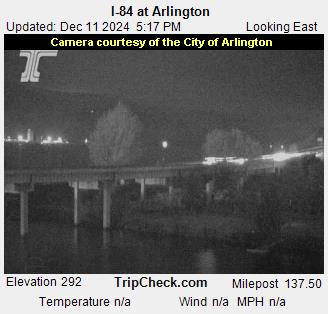 I-84 at Arlington
Updated: Dec 11 2024 5:17 PM Looking East
Camera courtesy of the City of Arlington
Elevation 292 TripCheck.com Milepost 137.50
Temperature n/a Wind n/a MPH n/a